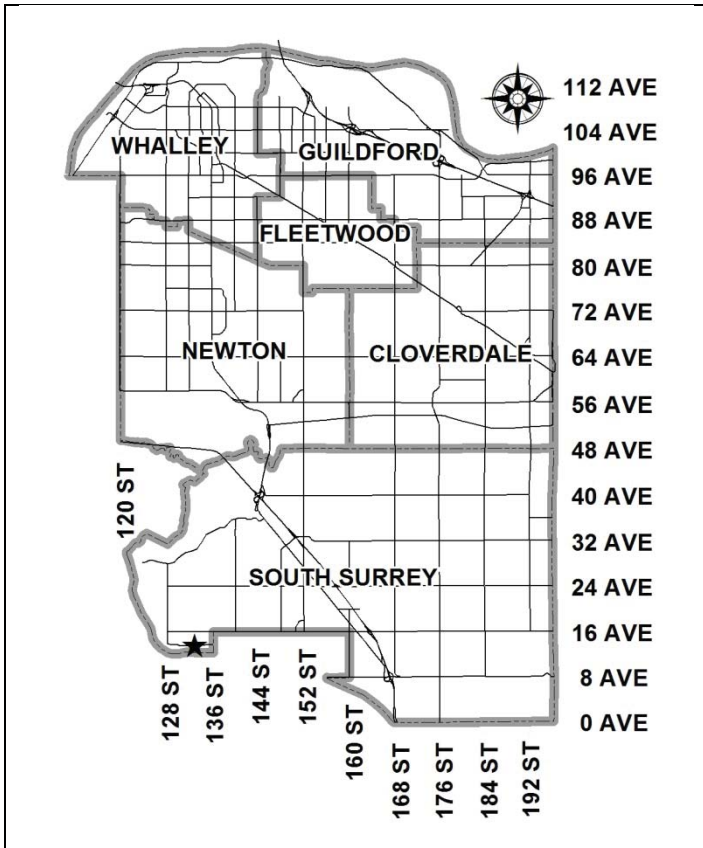 112 AVE
104 AVE
WHALLEY
GUILDFORD
96 AVE
88 AVE
FLEETWOOD
80 AVE
72 AVE
NEWTON
CLOVERDALE
64 AVE
56 AVE
48 AVE
120 ST
40 AVE
32 AVE
SOUTH SURREY
24 AVE
16 AVE
128 ST
136 ST
144 ST
152 ST
160 ST
8 AVE
0 AVE
168 ST
176 ST
184 ST
192 ST